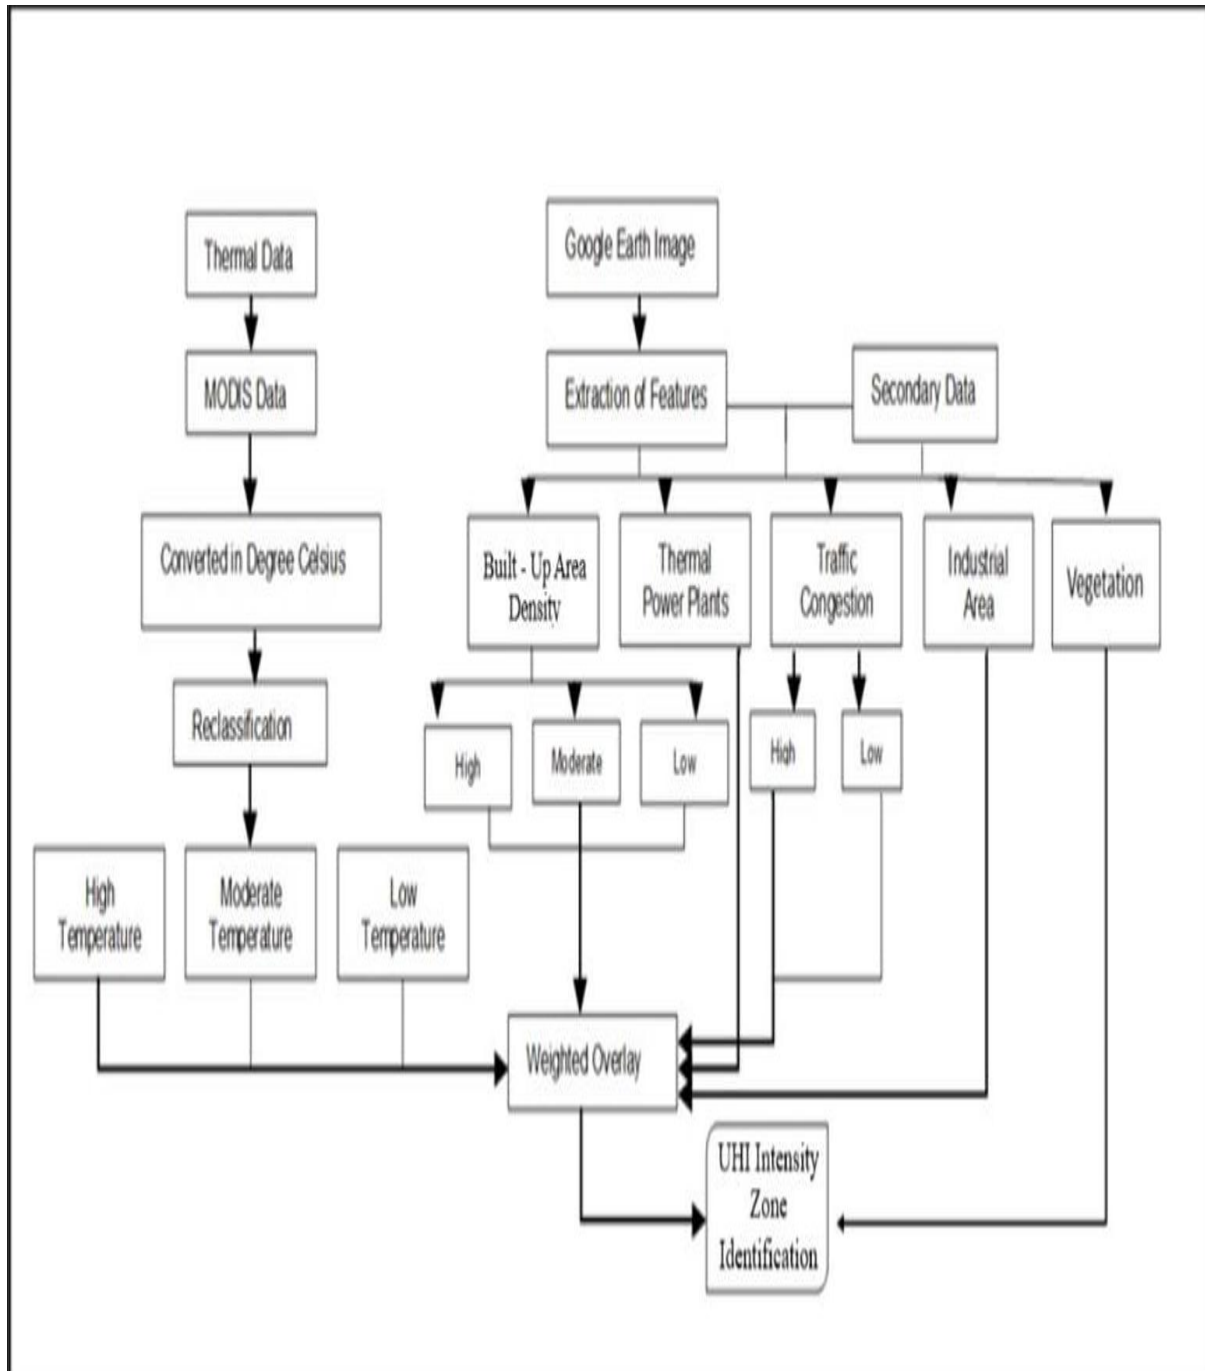 Thermal Data
Google Earth Image
MODIS Data
Extraction of Features
Secondary Data
Converted in Degree Celsius
Built - Up Area
Density
Thermal
Power Plants
Traffic
Congestion
Industrial
Area
Vegetation
Reclassification
High
Moderate
Low
High
Low
High
Temperature
Moderate
Temperature
Low
Temperature
Weighted Overlay
UHI Intensity
Zone
Identification